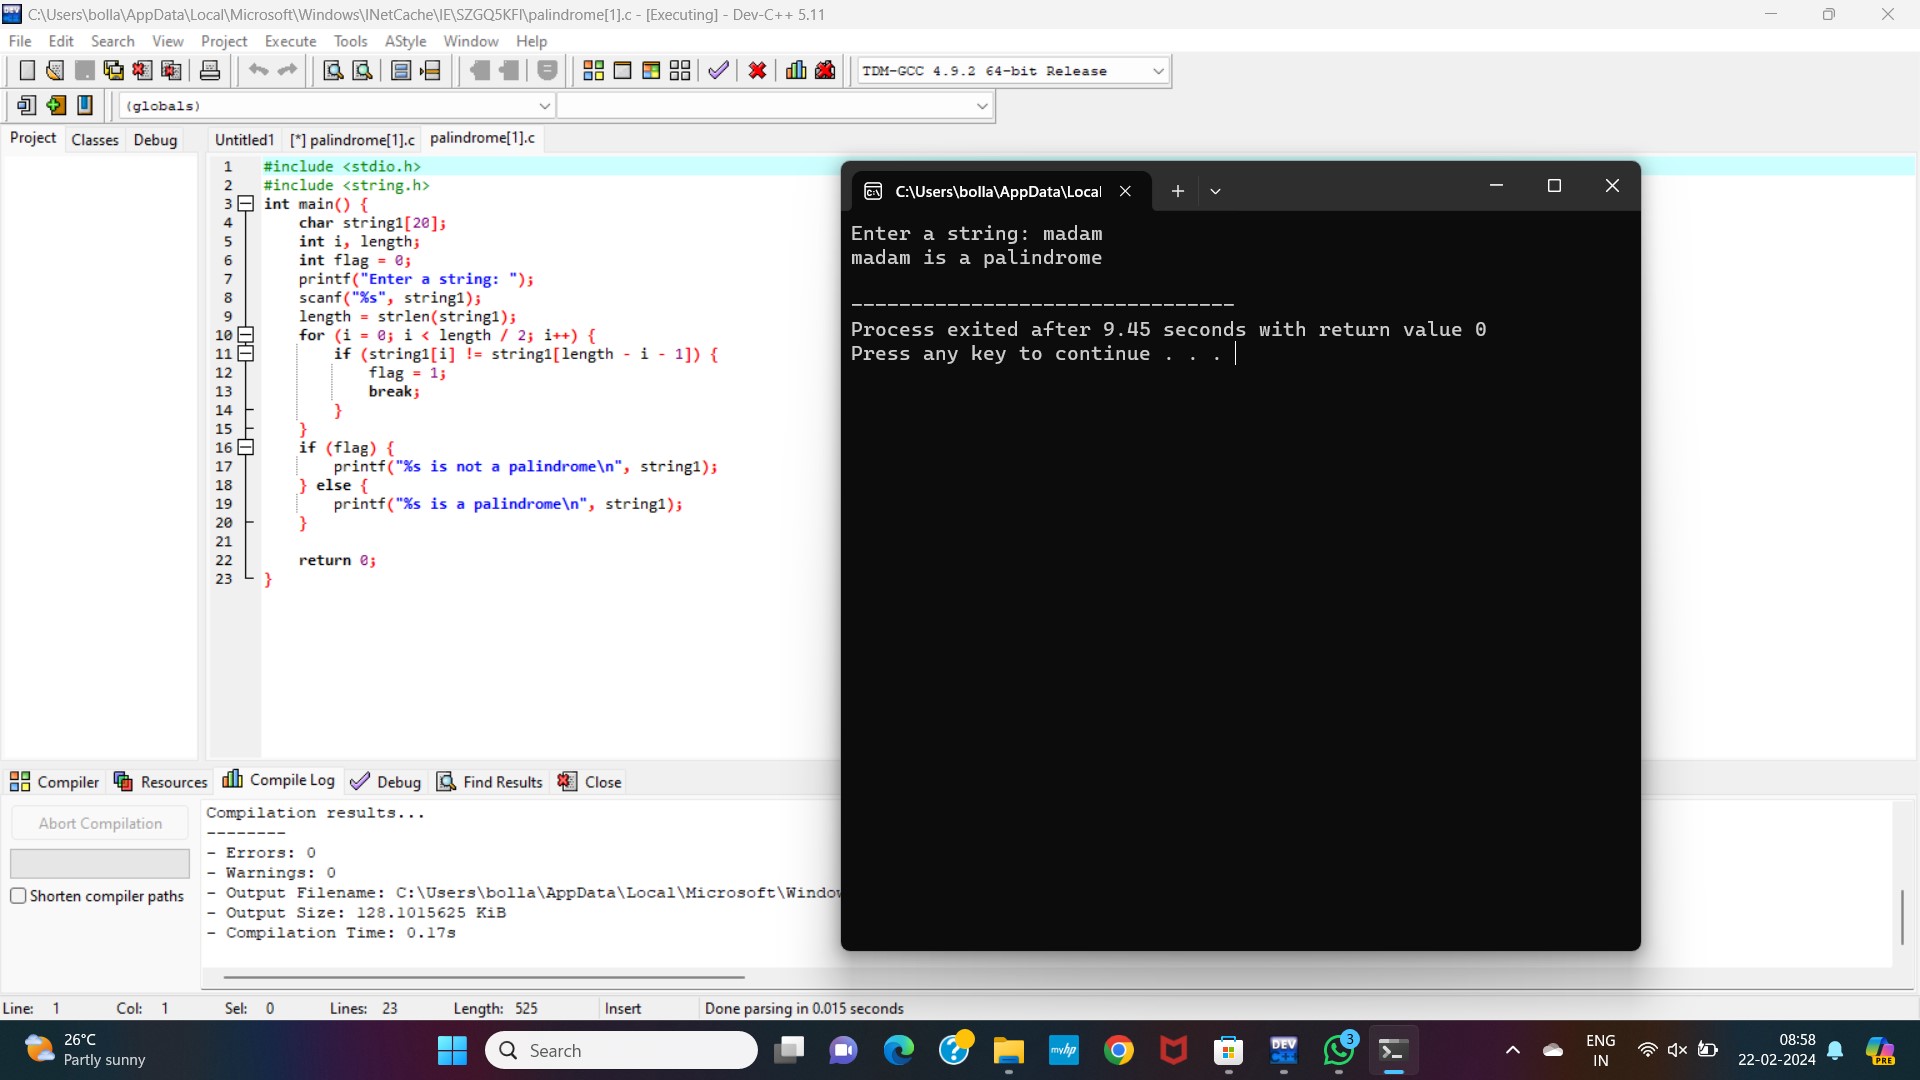 C:\Users\bolla\AppData\Local\Microsoft\Windows\INetCache\IE\SZGQ5KFI\palindrome[1].c - [Executing] - Dev-C++ 5.11
File Edit Search View Project Execute Tools AStyle Window Help
TDM-GCC 4.9.2 64-bit Release
(globals)
Project Classes Debug
Untitled1 [*] palindrome[1].c palindrome[1].c
1 #include <stdio.h>
2 #include <string.h>
3 int main() {
4 char string1[20];
5 int i, length;
6 int flag = 0;
7 printf("Enter a string: ");
8 scanf("%s", string1);
9 length = strlen(string1);
10 for (i = 0; i < length / 2; i++) {
11 if (string1[i] != string1[length - i - 1]) {
12 flag = 1;
13 break;
14 }
15 }
16 if (flag) {
17 printf("%s is not a palindrome\n", string1);
18 } else {
19 printf("%s is a palindrome\n", string1);
20 }
21
22 return 0;
23 }
C:\Users\bolla\AppData\Local
Enter a string: madam
madam is a palindrome
--------------------------------
Process exited after 9.45 seconds with return value 0
Press any key to continue . . .
Compiler Resources Compile Log Debug Find Results Close
Abort Compilation
Shorten compiler paths
Compilation results...
--------
- Errors: 0
- Warnings: 0
- Output Filename: C:\Users\bolla\AppData\Local\Microsoft\Window
- Output Size: 128.1015625 KiB
- Compilation Time: 0.17s
Line: 1 Col: 1 Sel: 0 Lines: 23 Length: 525 Insert Done parsing in 0.015 seconds
26°C
Partly sunny
Search
myhp
DEV
C++
3
ENG
IN
08:58
22-02-2024
PRE